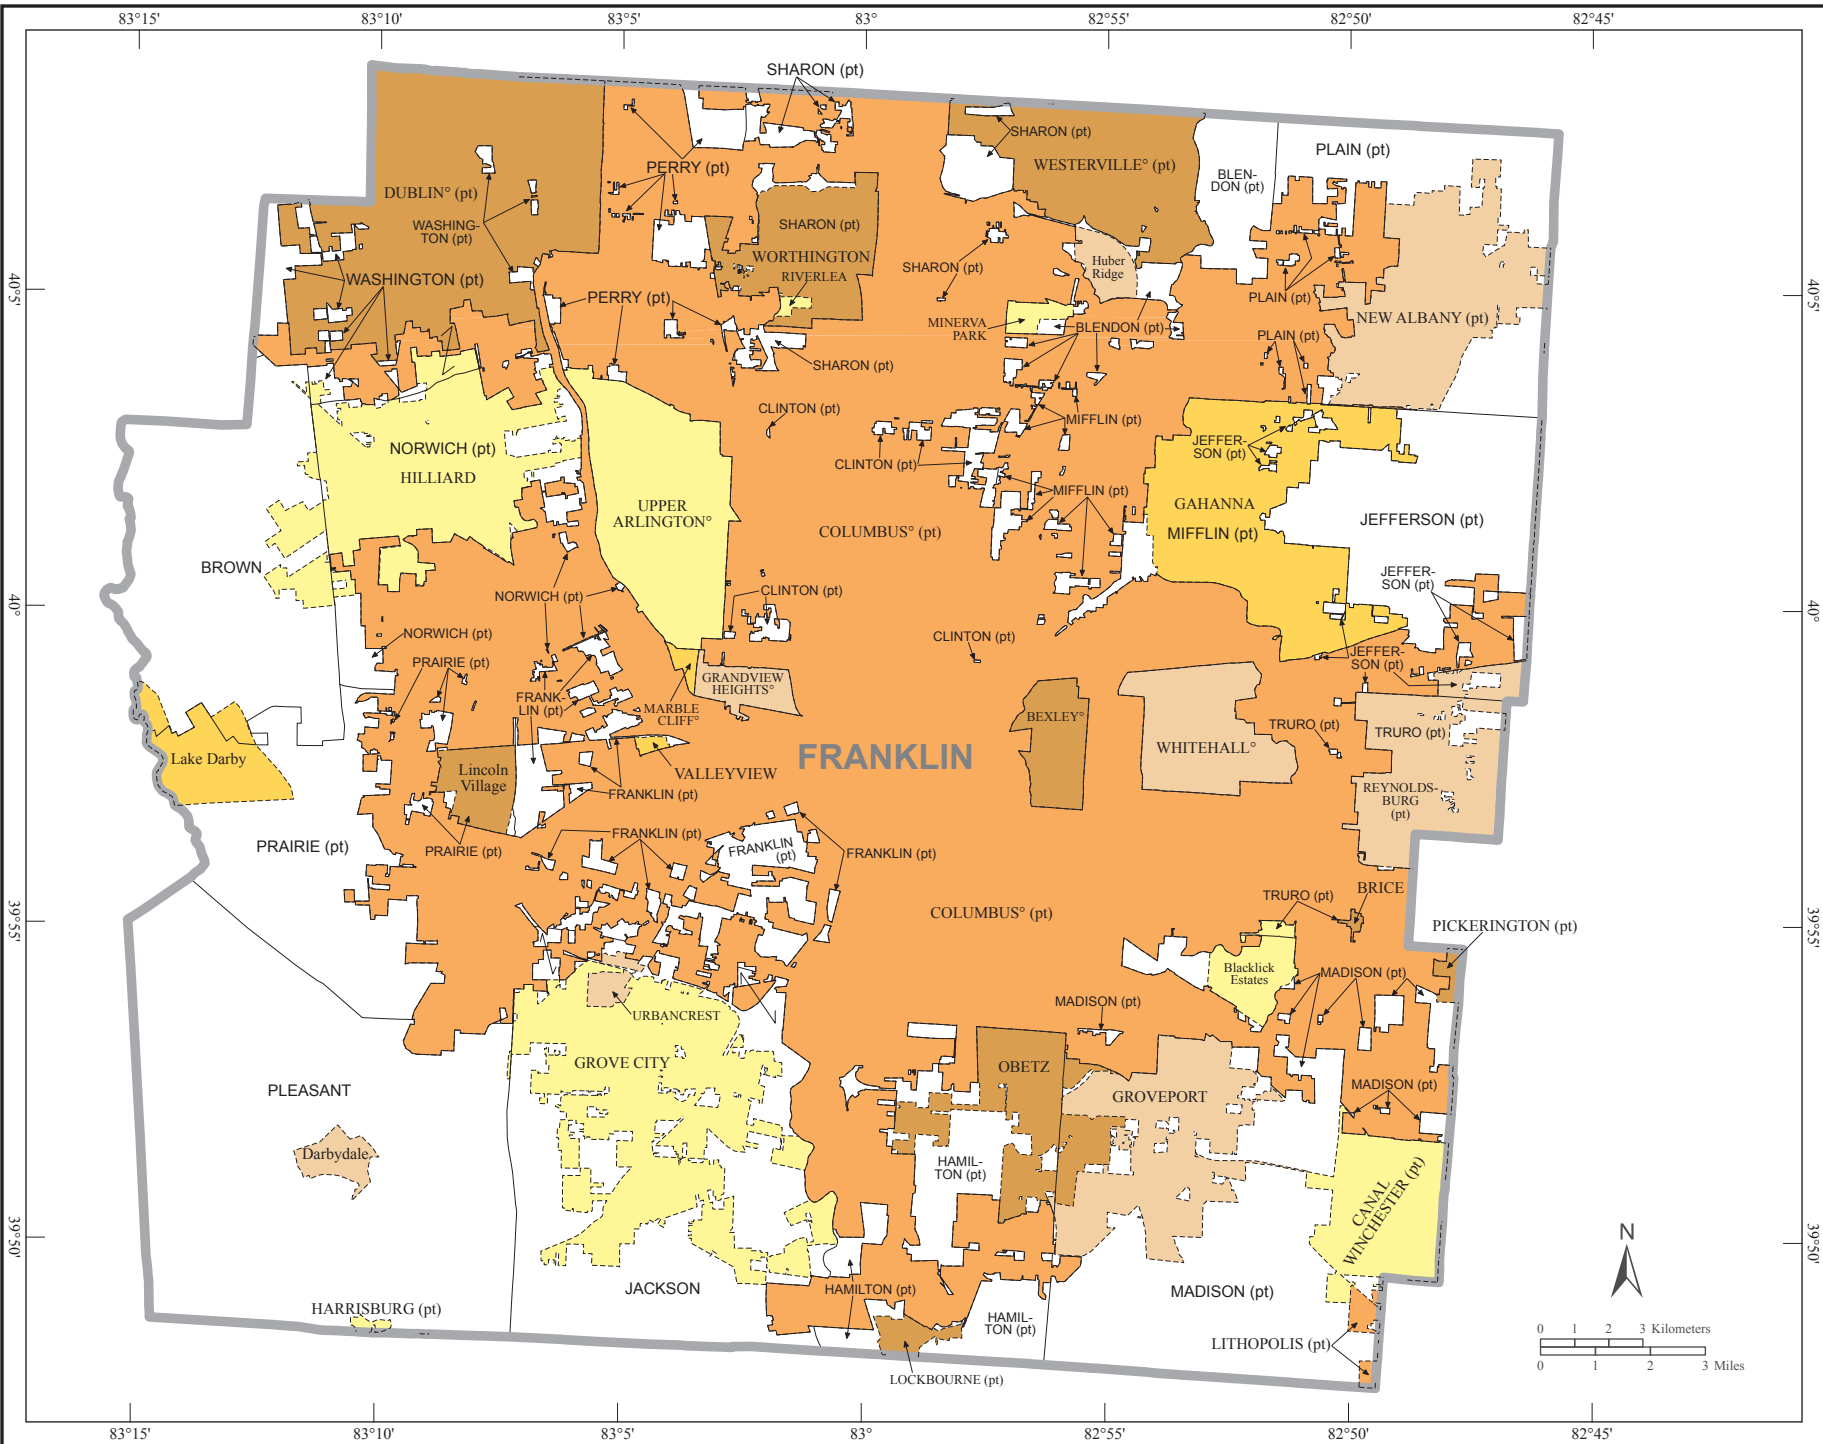 83°15'
83°10'
83°5'
83°
82°55'
82°50'
82°45'
SHARON (pt)
SHARON (pt)
PLAIN (pt)
WESTERVILLE° (pt)
PERRY (pt)
BLEN-
DON (pt)
DUBLIN° (pt)
WASHING-
TON (pt)
SHARON (pt)
WORTHINGTON
RIVERLEA
SHARON (pt)
Huber
Ridge
WASHINGTON (pt)
40°5'
40°5'
PERRY (pt)
PLAIN (pt)
NEW ALBANY (pt)
MINERVA
PARK
BLENDON (pt)
PLAIN (pt)
SHARON (pt)
CLINTON (pt)
MIFFLIN (pt)
NORWICH (pt)
HILLIARD
JEFFER-
SON (pt)
CLINTON (pt)
MIFFLIN (pt)
UPPER
ARLINGTON°
GAHANNA
MIFFLIN (pt)
JEFFERSON (pt)
COLUMBUS° (pt)
BROWN
JEFFER-
SON (pt)
NORWICH (pt)
CLINTON (pt)
40°
40°
NORWICH (pt)
CLINTON (pt)
PRAIRIE (pt)
JEFFER-
SON (pt)
GRANDVIEW
HEIGHTS°
FRANK-
LIN (pt)
MARBLE
CLIFF°
BEXLEY°
TRURO (pt)
TRURO (pt)
WHITEHALL°
FRANKLIN
Lake Darby
Lincoln
Village
VALLEYVIEW
REYNOLDS-
BURG
(pt)
FRANKLIN (pt)
FRANKLIN (pt)
PRAIRIE (pt)
PRAIRIE (pt)
FRANKLIN
(pt)
FRANKLIN (pt)
BRICE
TRURO (pt)
39°55'
39°55'
COLUMBUS° (pt)
PICKERINGTON (pt)
Blacklick
Estates
MADISON (pt)
MADISON (pt)
URBANCREST
GROVE CITY
OBETZ
MADISON (pt)
PLEASANT
GROVEPORT
Darbydale
HAMIL-
TON (pt)
CANAL
WINCHESTER (pt)
39°50'
39°50'
N
JACKSON
HAMILTON (pt)
MADISON (pt)
HARRISBURG (pt)
HAMIL-
TON (pt)
LITHOPOLIS (pt)
0 1 2 3 Kilometers
0 1 2 3 Miles
LOCKBOURNE (pt)
83°15'
83°10'
83°5'
83°
82°55'
82°50'
82°45'